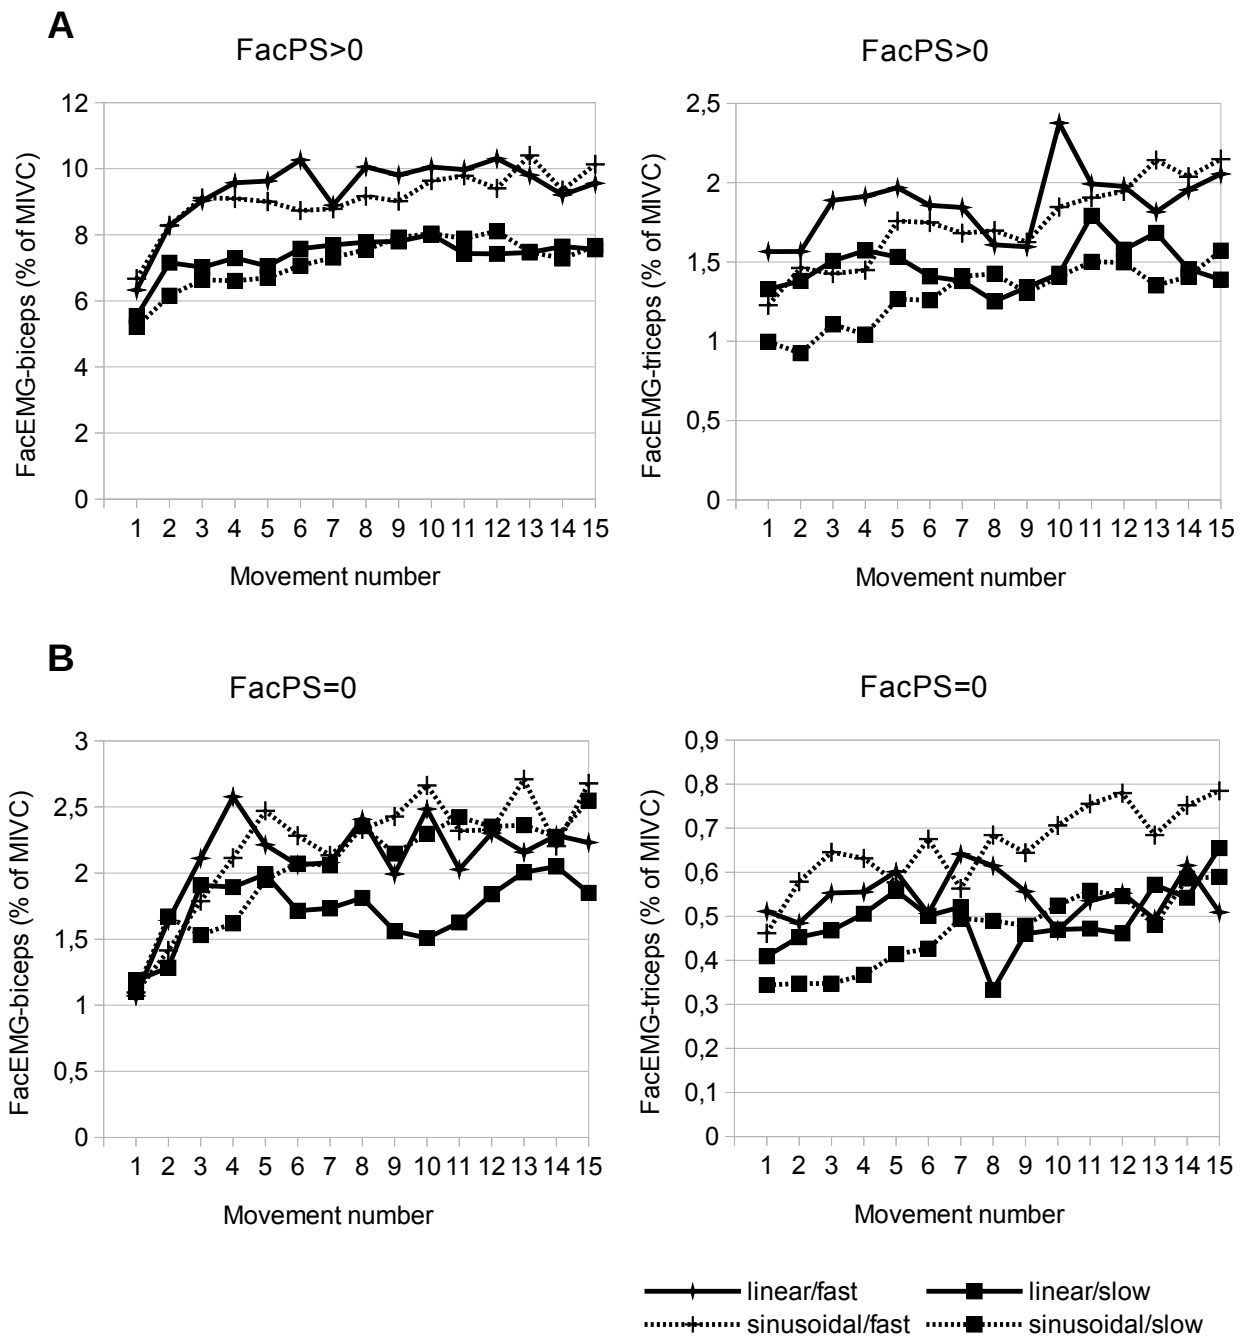 A
FacPS>0
FacEMG-biceps (% of MIVC)
12
10
8
6
4
2
0
1 2 3 4 5 6 7 8 9 10 11 12 13 14 15
Movement number
FacPS>0
FacEMG-triceps (% of MIVC)
2,5
2
1,5
1
0,5
0
1 2 3 4 5 6 7 8 9 10 11 12 13 14 15
Movement number
B
FacPS=0
FacEMG-biceps (% of MIVC)
3
2,5
2
1,5
1
0,5
0
1 2 3 4 5 6 7 8 9 10 11 12 13 14 15
Movement number
FacPS=0
FacEMG-triceps (% of MIVC)
0,9
0,8
0,7
0,6
0,5
0,4
0,3
0,2
0,1
0
1 2 3 4 5 6 7 8 9 10 11 12 13 14 15
Movement number
linear/fast linear/slow
sinusoidal/fast sinusoidal/slow